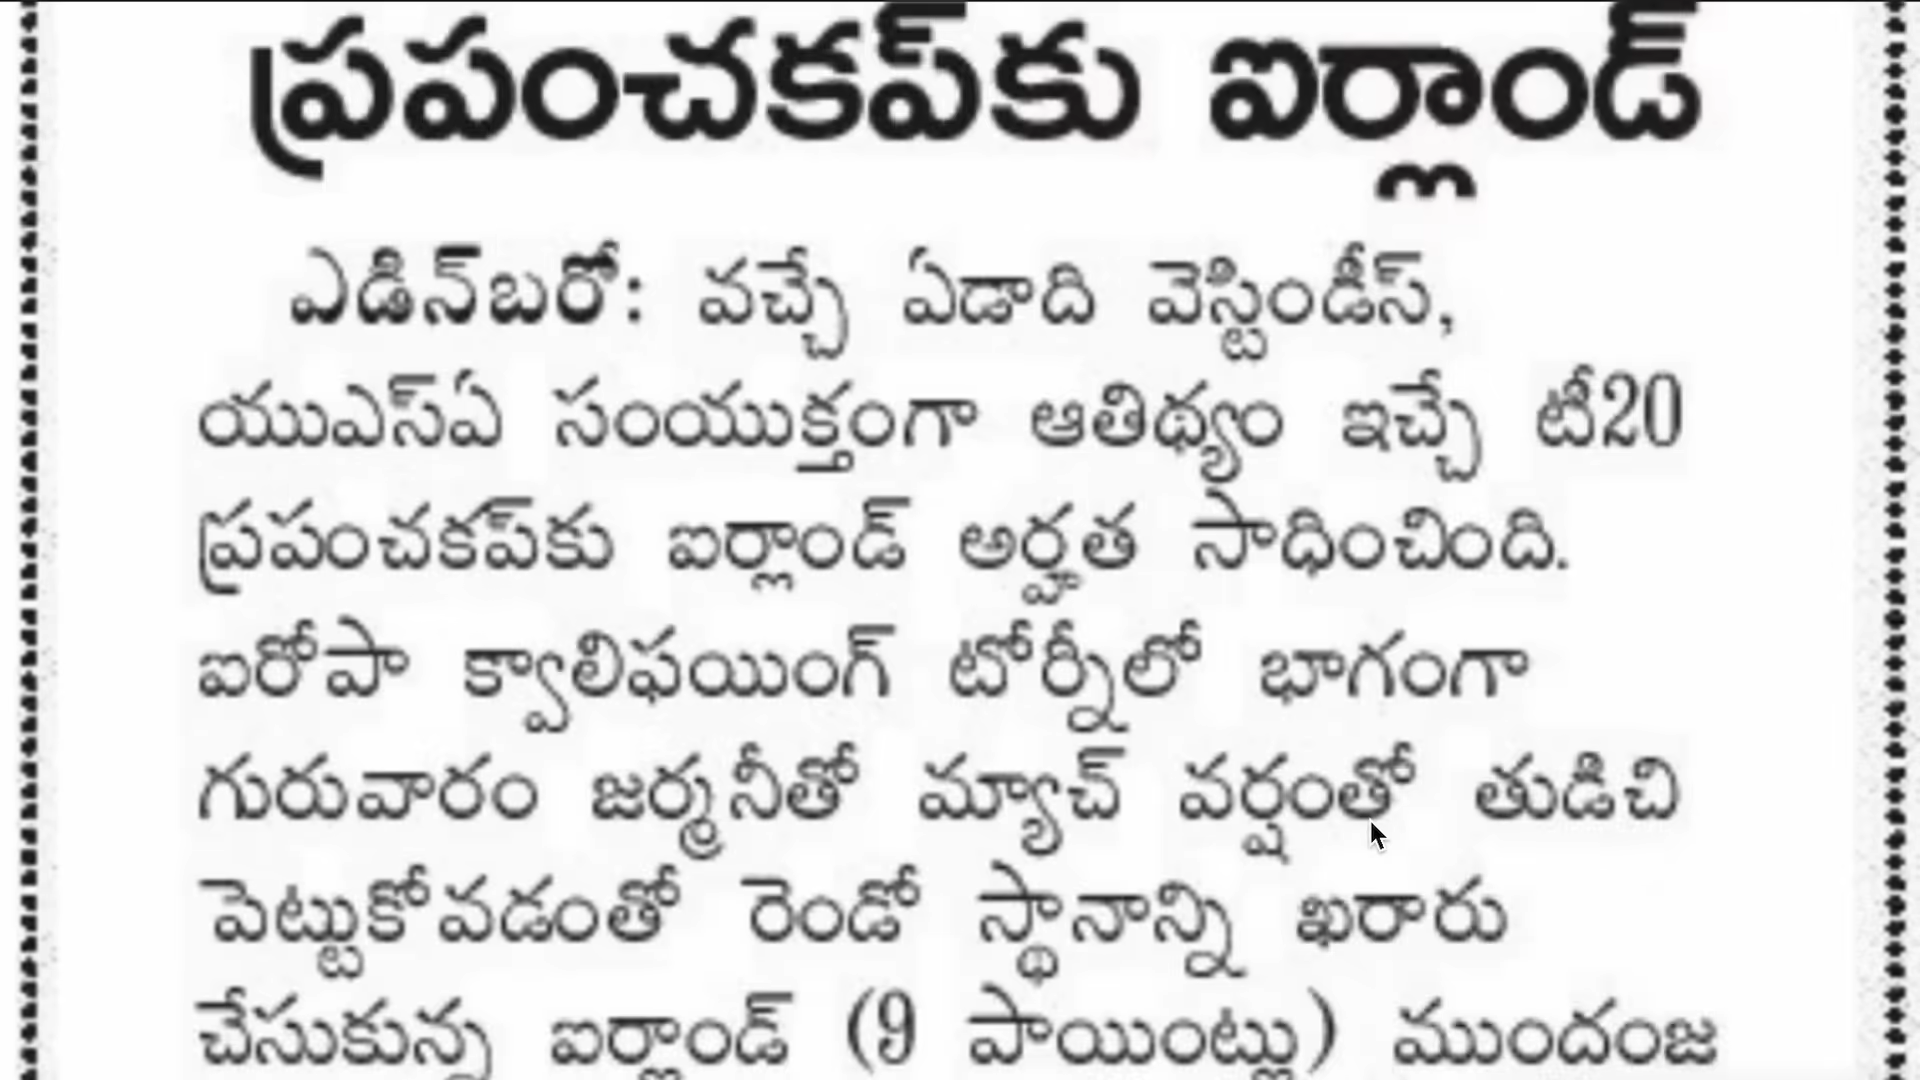 ప్రపంచకప్‌కు ఐర్లాండ్
ఎడిన్‌బరో: వచ్చే ఏడాది వెస్టిండీస్,
యుఎస్ఏ సంయుక్తంగా ఆతిథ్యం ఇచ్చే టీ20
ప్రపంచకప్‌కు ఐర్లాండ్ అర్హత సాధించింది.
ఐరోపా క్వాలిఫయింగ్ టోర్నీలో భాగంగా
గురువారం జర్మనీతో మ్యాచ్ వర్షంతో తుడిచి
పెట్టుకోవడంతో రెండో స్థానాన్ని ఖరారు
చేసుకున్న ఐర్లాండ్ (9 పాయింట్లు) ముందంజ